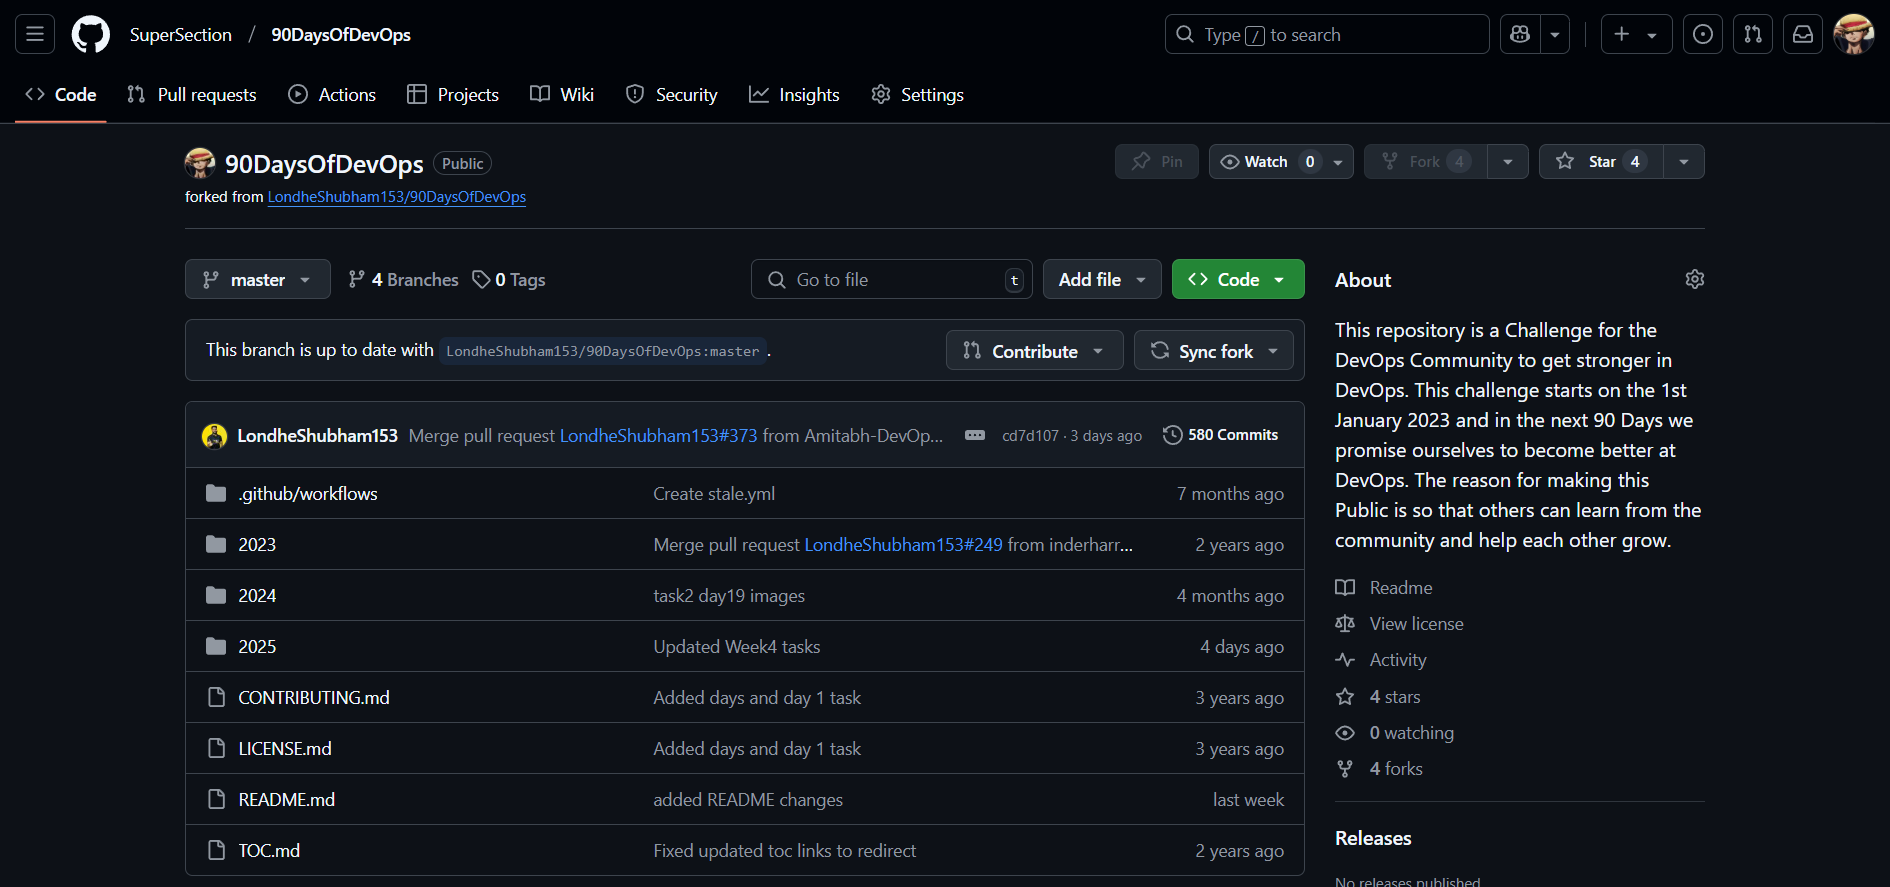 SuperSection / 90DaysOfDevOps
Type / to search
Code Pull requests Actions Projects Wiki Security Insights Settings
90DaysOfDevOps Public
Pin Watch 0 Fork 4 Star 4
forked from LondheShubham153/90DaysOfDevOps
master 4 Branches 0 Tags
Go to file t Add file Code
This branch is up to date with LondheShubham153/90DaysOfDevOps:master .
Contribute Sync fork
LondheShubham153 Merge pull request LondheShubham153#373 from Amitabh-DevOp... cd7d107 · 3 days ago 580 Commits
.github/workflows Create stale.yml 7 months ago
2023 Merge pull request LondheShubham153#249 from inderharr... 2 years ago
2024 task2 day19 images 4 months ago
2025 Updated Week4 tasks 4 days ago
CONTRIBUTING.md Added days and day 1 task 3 years ago
LICENSE.md Added days and day 1 task 3 years ago
README.md added README changes last week
TOC.md Fixed updated toc links to redirect 2 years ago
About
This repository is a Challenge for the
DevOps Community to get stronger in
DevOps. This challenge starts on the 1st
January 2023 and in the next 90 Days we
promise ourselves to become better at
DevOps. The reason for making this
Public is so that others can learn from the
community and help each other grow.
Readme
View license
Activity
4 stars
0 watching
4 forks
Releases
No releases published